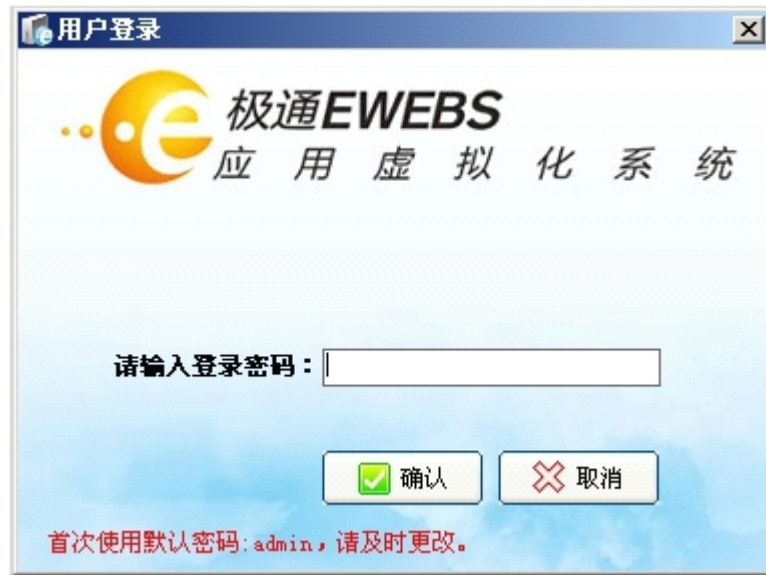 用户登录
极通EWEBS
应用虚拟化系统
请输入登录密码：
确认 取消
首次使用默认密码:admin，请及时更改。